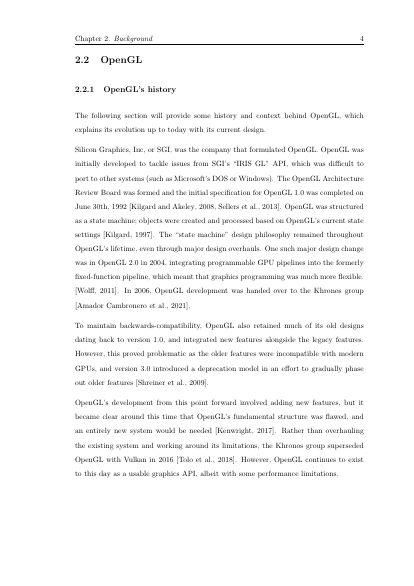 Chapter 2. Background 4
2.2 OpenGL
2.2.1 OpenGL's history
The following section will provide some history and context behind OpenGL, which
explains its evolution up to today with its current design.
Silicon Graphics, Inc, or SGI, was the company that formulated OpenGL. OpenGL was
initially developed to tackle issues from SGI's "IRIS GL" API, which was difficult to
port to other systems (such as Microsoft's DOS or Windows). The OpenGL Architecture
Review Board was formed and the initial specification for OpenGL 1.0 was completed on
June 30th, 1992 [Kilgard and Akeley, 2008, Sellers et al., 2013]. OpenGL was structured
as a state machine; objects were created and processed based on OpenGL's current state
settings [Kilgard, 1997]. The "state machine" design philosophy remained throughout
OpenGL's lifetime, even through major design overhauls. One such major design change
was in OpenGL 2.0 in 2004, integrating programmable GPU pipelines into the formerly
fixed-function pipeline, which meant that graphics programming was much more flexible.
[Wolff, 2011]. In 2006, OpenGL development was handed over to the Khronos group
[Amador Cambronero et al., 2021].
To maintain backwards-compatibility, OpenGL also retained much of its old designs
dating back to version 1.0, and integrated new features alongside the legacy features.
However, this proved problematic as the older features were incompatible with modern
GPUs, and version 3.0 introduced a deprecation model in an effort to gradually phase
out older features [Shreiner et al., 2009].
OpenGL's development from this point forward involved adding new features, but it
became clear around this time that OpenGL's fundamental structure was flawed, and
an entirely new system would be needed [Kenwright, 2017]. Rather than overhauling
the existing system and working around its limitations, the Khronos group superseded
OpenGL with Vulkan in 2016 [Tolo et al., 2018]. However, OpenGL continues to exist
to this day as a usable graphics API, albeit with some performance limitations.